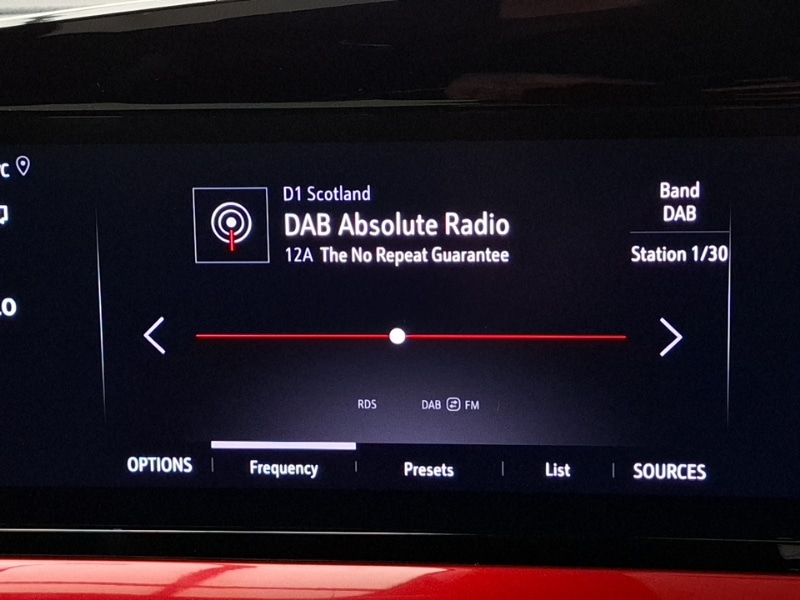 D1 Scotland
DAB Absolute Radio
12A The No Repeat Guarantee
Band
DAB
Station 1/30
RDS
DAB FM
OPTIONS
Frequency
Presets
List
SOURCES